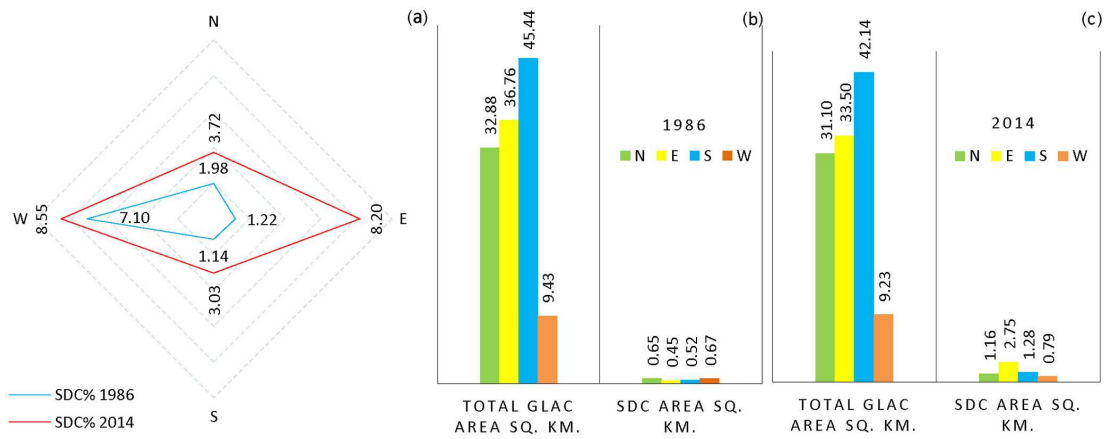 (a)
N
3.72
1.98
W
8.55
7.10
1.22
8.20
E
1.14
3.03
S
SDC% 1986
SDC% 2014
(b)
32.88
36.76
45.44
9.43
1986
N E S W
0.65
0.45
0.52
0.67
TOTAL GLAC
AREA SQ. KM.
SDC AREA SQ.
KM.
(c)
31.10
33.50
42.14
9.23
2014
N E S W
1.16
2.75
1.28
0.79
TOTAL GLAC
AREA SQ. KM.
SDC AREA SQ.
KM.